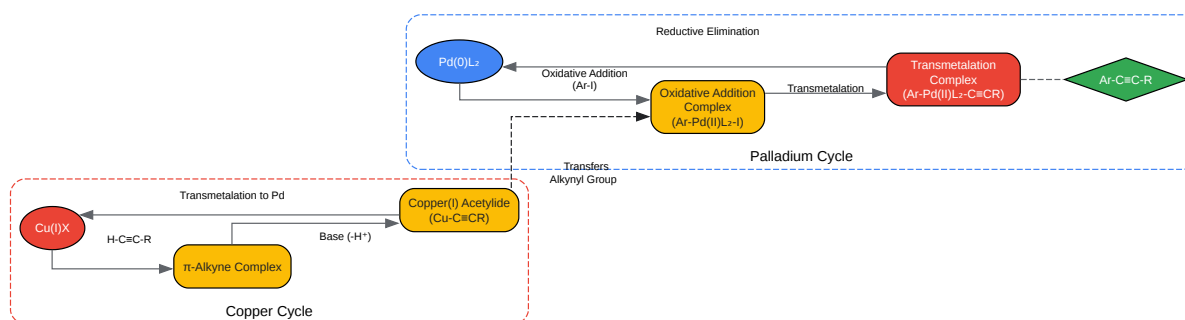 Reductive Elimination
Pd(0)L₂
Oxidative Addition
(Ar-I)
Oxidative Addition
Complex
(Ar-Pd(II)L₂-I)
Transmetalation
Transmetalation
Complex
(Ar-Pd(II)L₂-C≡CR)
Ar-C≡C-R
Palladium Cycle
Transfers
Alkynyl Group
Transmetalation to Pd
Copper(I) Acetylide
(Cu-C≡CR)
Cu(I)X
H-C≡C-R
Base (-H⁺)
π-Alkyne Complex
Copper Cycle